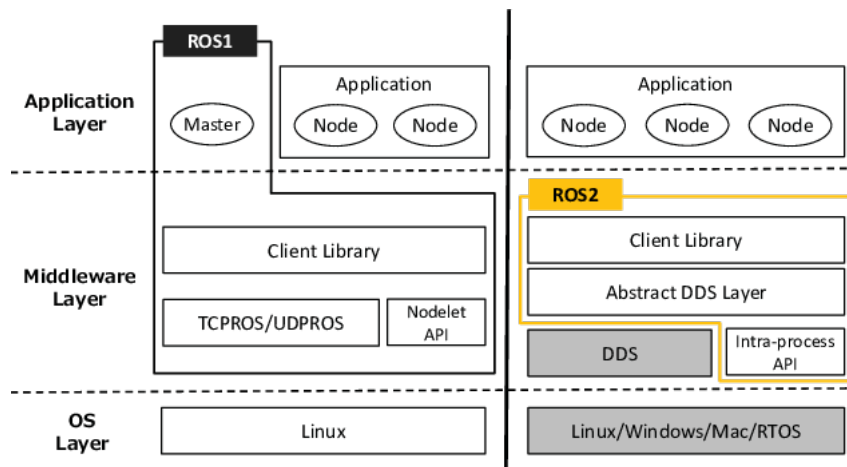 ROS1
Application
Layer
Master
Application
Node
Node
Application
Node
Node
Node
Middleware
Layer
Client Library
TCPROS/UDPROS
Nodelet
API
ROS2
Client Library
Abstract DDS Layer
DDS
Intra-process
API
OS
Layer
Linux
Linux/Windows/Mac/RTOS